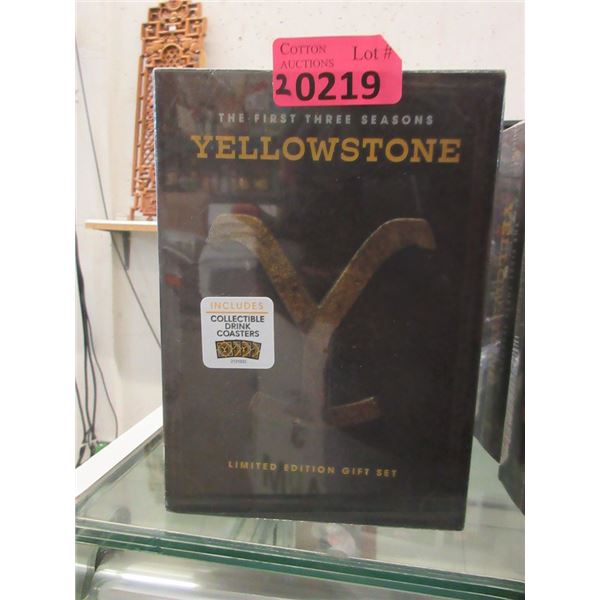 COTTON
AUCTIONS
Lot #
20219
THE FIRST THREE SEASONS
YELLOWSTONE
INCLUDES
COLLECTIBLE
DRINK
COASTERS
LIMITED EDITION GIFT SET